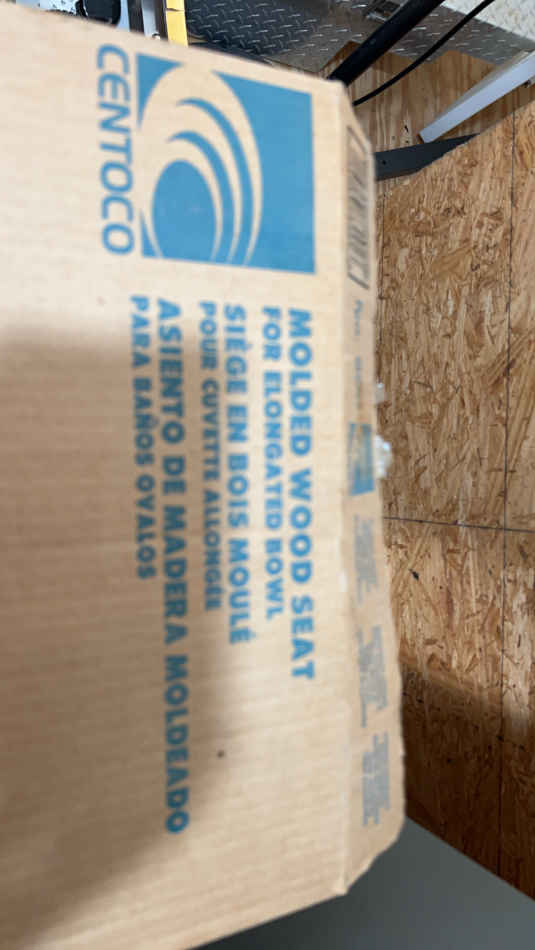 CENTOCO
MOLDED WOOD SEAT
FOR ELONGATED BOWL
SIÈGE EN BOIS MOULÉ
POUR CUVETTE ALLONGÉE
ASIENTO DE MADERA MOLDEADO
PARA BAÑOS OVALOS